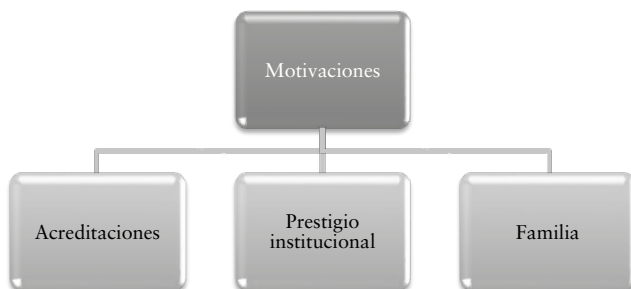 Motivaciones
Acreditaciones
Prestigio
institucional
Familia